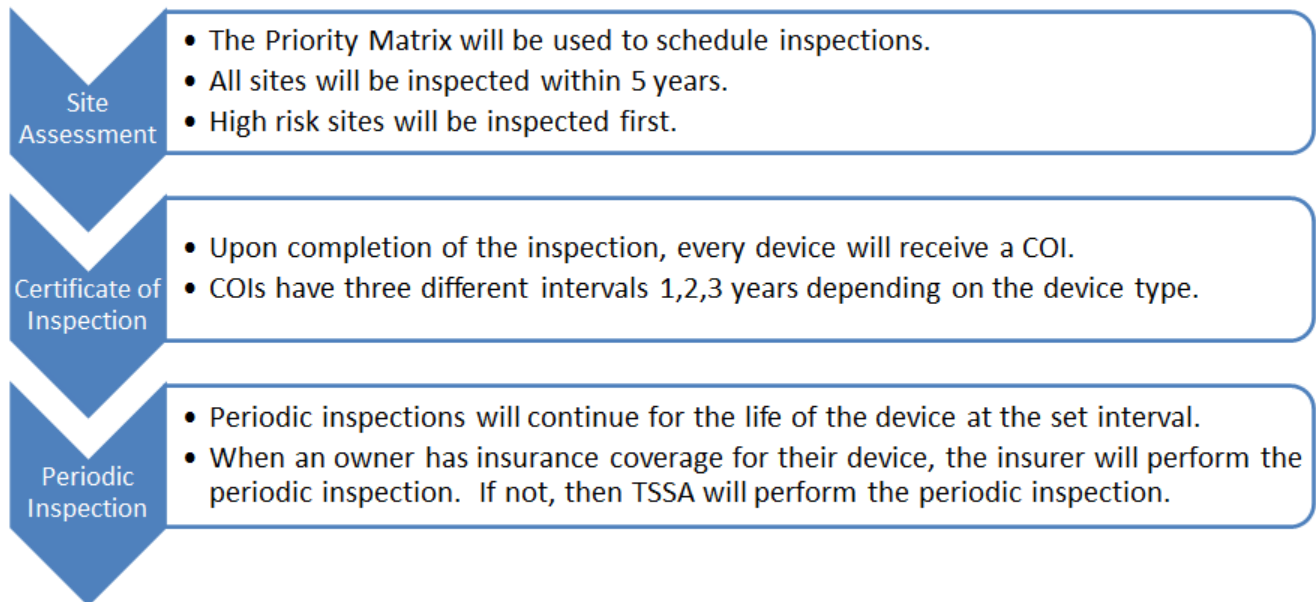 Site
Assessment
• The Priority Matrix will be used to schedule inspections.
• All sites will be inspected within 5 years.
• High risk sites will be inspected first.
Certificate of
Inspection
• Upon completion of the inspection, every device will receive a COI.
• COIs have three different intervals 1,2,3 years depending on the device type.
Periodic
Inspection
• Periodic inspections will continue for the life of the device at the set interval.
• When an owner has insurance coverage for their device, the insurer will perform the
periodic inspection.  If not, then TSSA will perform the periodic inspection.